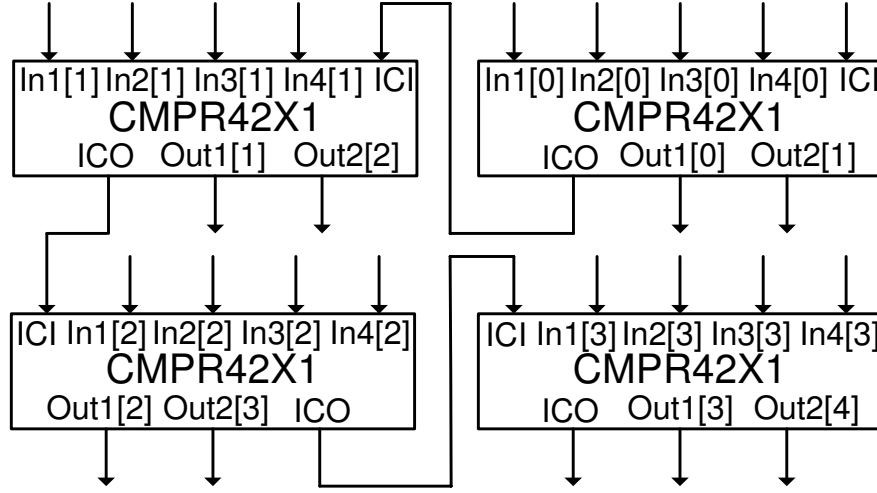 In1[1] In2[1] In3[1] In4[1] ICI
CMPR42X1
ICO Out1[1] Out2[2]
In1[0] In2[0] In3[0] In4[0] ICI
CMPR42X1
ICO Out1[0] Out2[1]
ICI In1[2] In2[2] In3[2] In4[2]
CMPR42X1
Out1[2] Out2[3] ICO
ICI In1[3] In2[3] In3[3] In4[3]
CMPR42X1
ICO Out1[3] Out2[4]